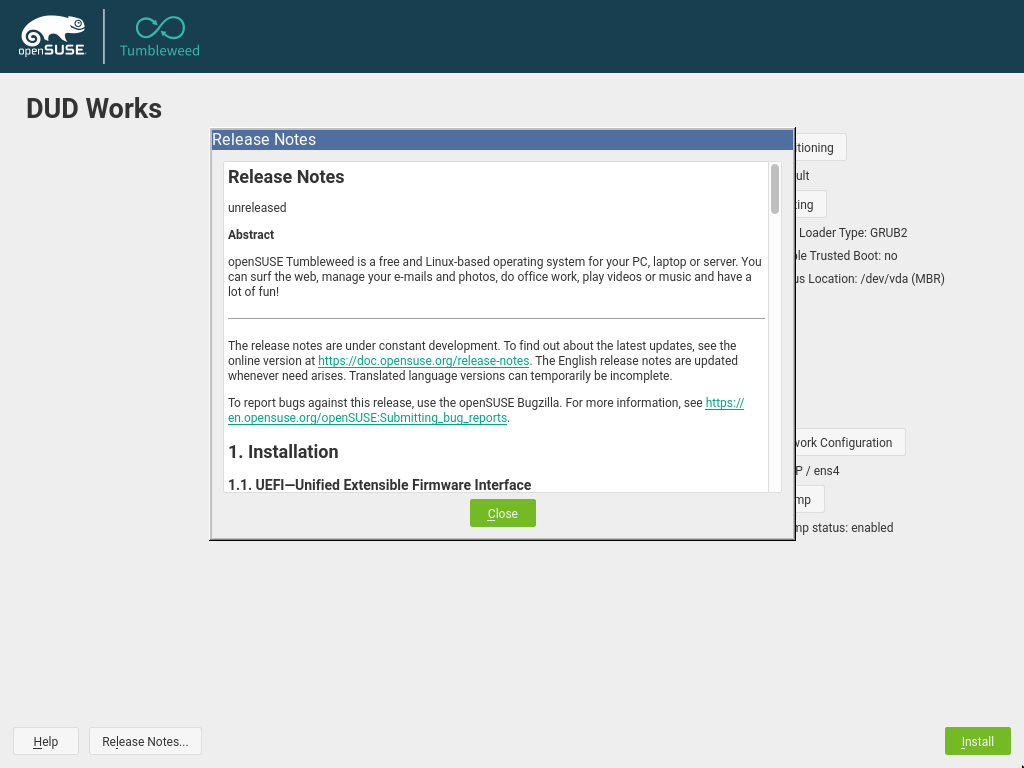 openSUSE
Tumbleweed
DUD Works
Release Notes
Release Notes
unreleased
Abstract
openSUSE Tumbleweed is a free and Linux-based operating system for your PC, laptop or server. You
can surf the web, manage your e-mails and photos, do office work, play videos or music and have a
lot of fun!
The release notes are under constant development. To find out about the latest updates, see the
online version at https://doc.opensuse.org/release-notes. The English release notes are updated
whenever need arises. Translated language versions can temporarily be incomplete.
To report bugs against this release, use the openSUSE Bugzilla. For more information, see https://
en.opensuse.org/openSUSE:Submitting_bug_reports.
1. Installation
1.1. UEFI—Unified Extensible Firmware Interface
Close
tioning
ult
ing
Loader Type: GRUB2
le Trusted Boot: no
us Location: /dev/vda (MBR)
work Configuration
P / ens4
mp
mp status: enabled
Help
Release Notes...
Install